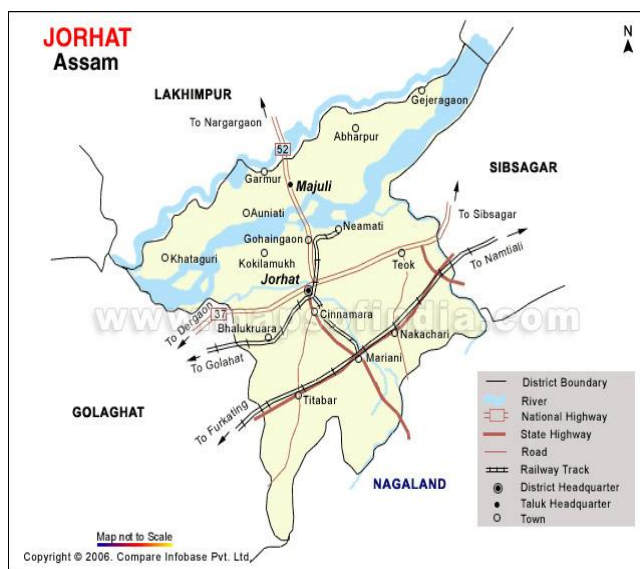 JORHAT
Assam
N
LAKHIMPUR
To Nargargaon
52
Gejeragaon
Abharpur
Garmur
Majuli
SIBSAGAR
Auniati
To Sibsagar
Neamati
Gohaingaon
To Namtiali
Khataguri
Kokilamukh
Teok
Jorhat
37
www.mapsofindia.com
To Dergaon
Cinnamara
Bhalukruara
Nakachari
To Golahat
Mariani
GOLAGHAT
Titabar
To Furkating
NAGALAND
District Boundary
River
National Highway
State Highway
Road
Railway Track
District Headquarter
Taluk Headquarter
Town
Map not to Scale
Copyright © 2006. Compare Infobase Pvt. Ltd.